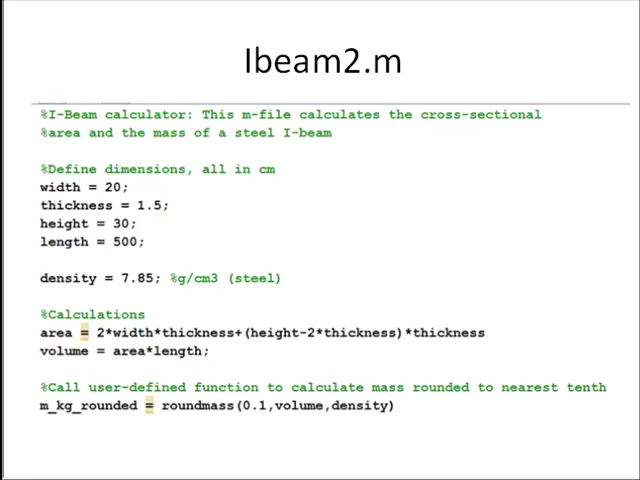 Ibeam2.m
%I-Beam calculator: This m-file calculates the cross-sectional
%area and the mass of a steel I-beam
%Define dimensions, all in cm
width = 20;
thickness = 1.5;
height = 30;
length = 500;
density = 7.85; %g/cm3 (steel)
%Calculations
area = 2*width*thickness+(height-2*thickness)*thickness
volume = area*length;
%Call user-defined function to calculate mass rounded to nearest tenth
m_kg_rounded = roundmass(0.1,volume,density)